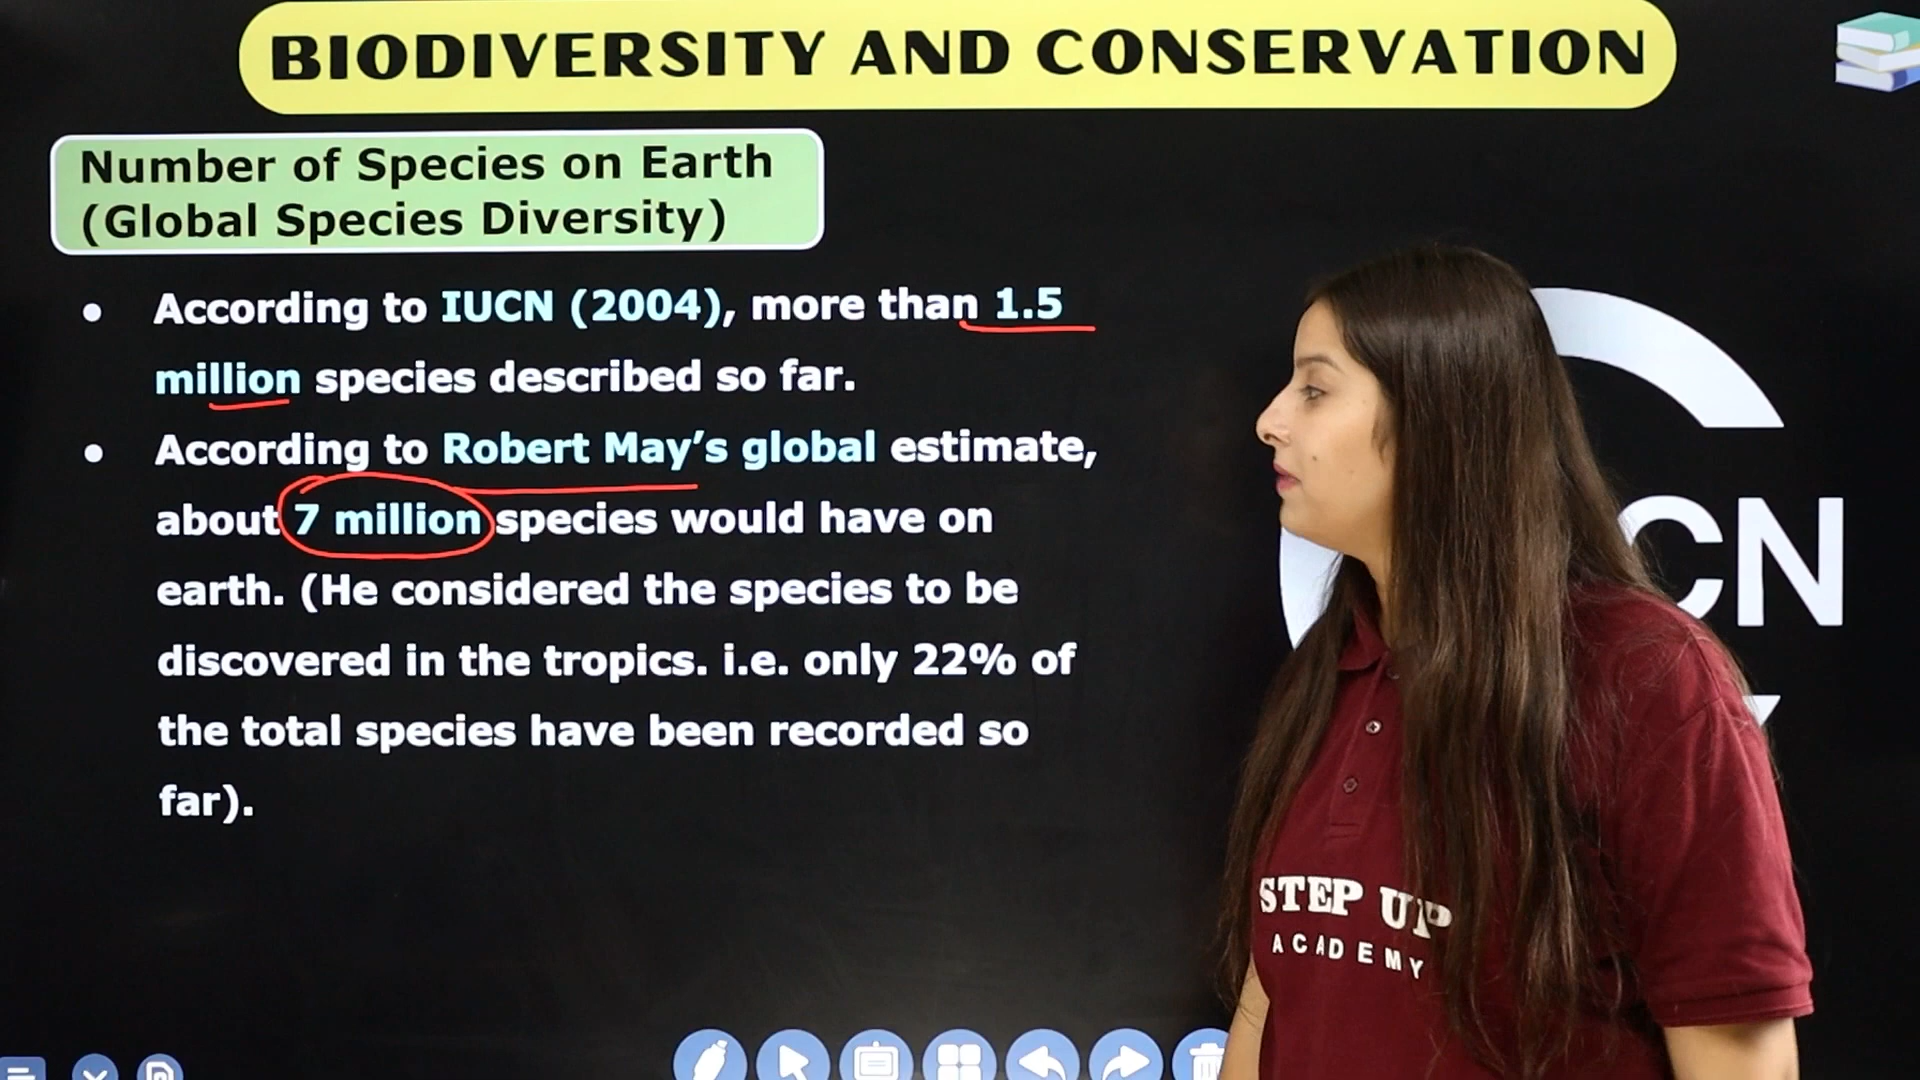 BIODIVERSITY AND CONSERVATION
Number of Species on Earth
(Global Species Diversity)
• According to IUCN (2004), more than 1.5
million species described so far.
• According to Robert May's global estimate,
about 7 million species would have on
earth. (He considered the species to be
discovered in the tropics. i.e. only 22% of
the total species have been recorded so
far).
CN
STEP UP
ACADEMY